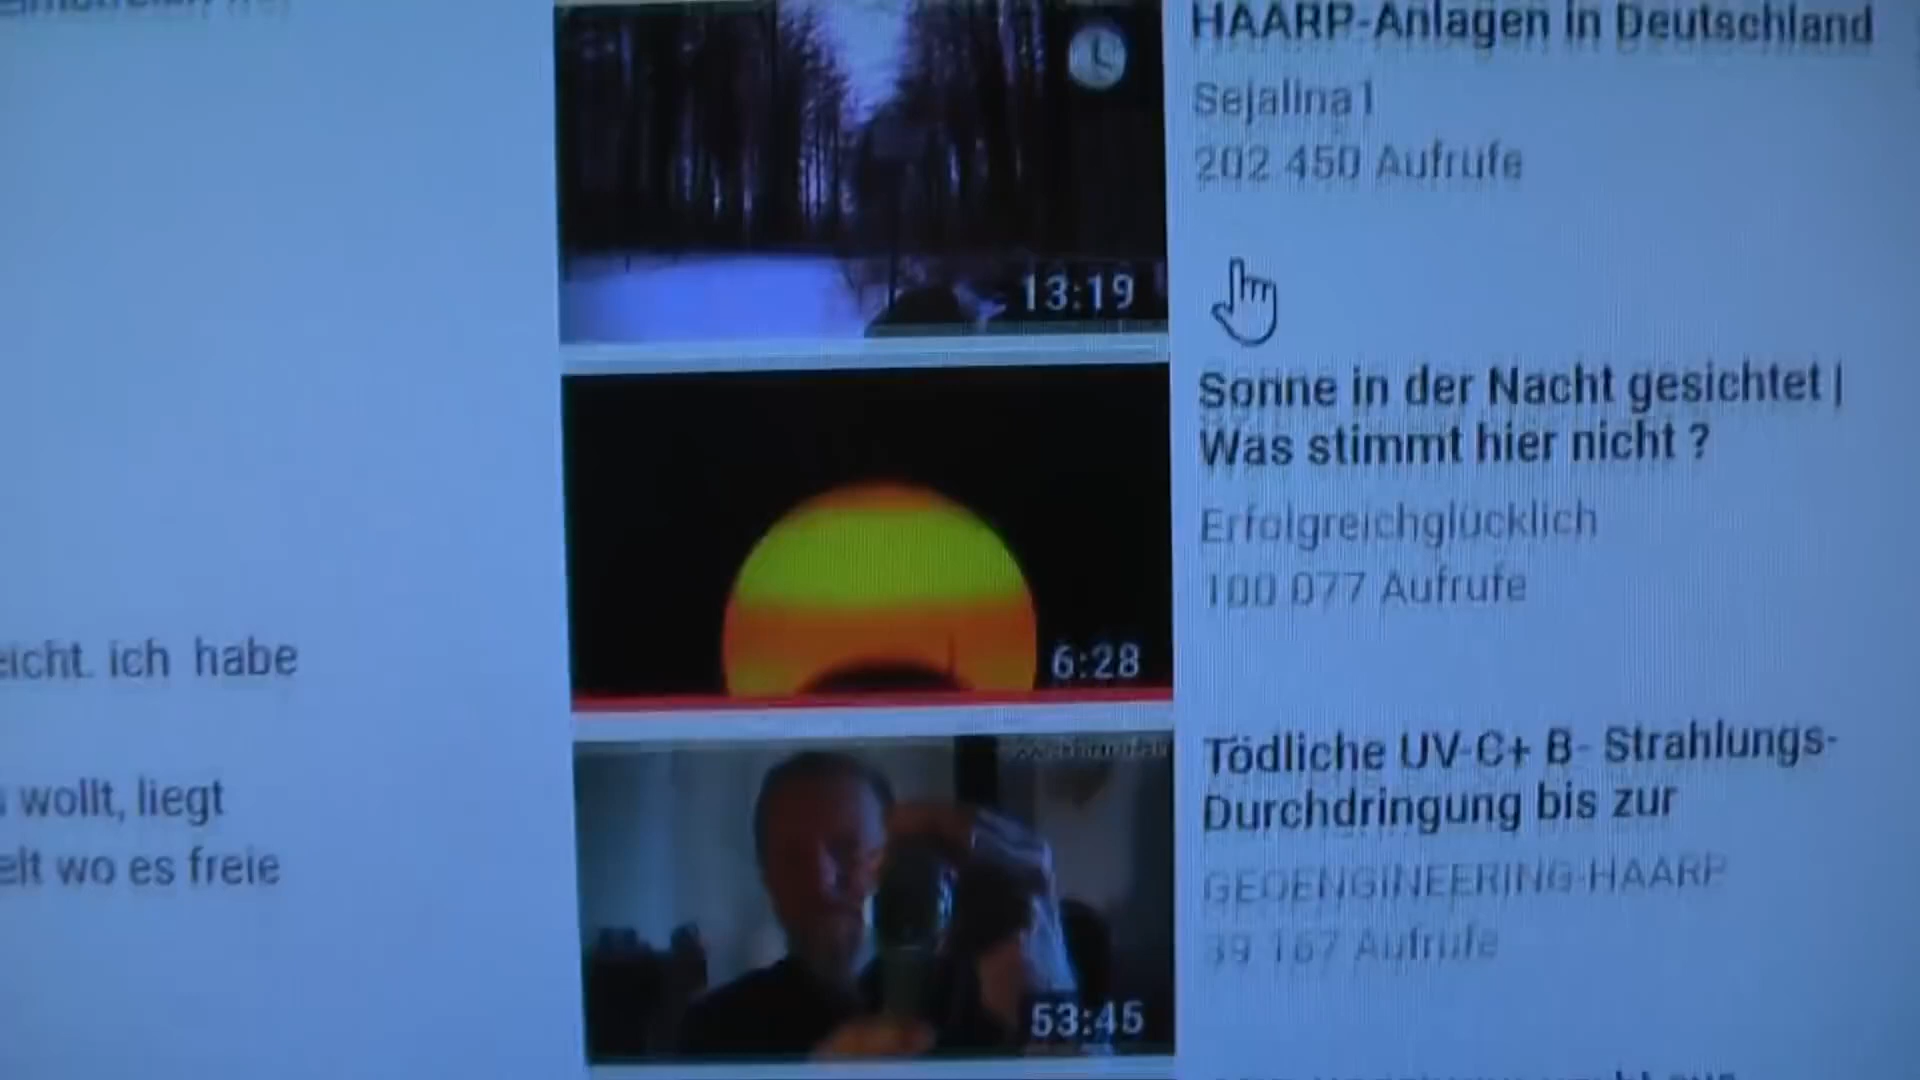 HAARP-Anlagen in Deutschland
Sejalina1
202 450 Aufrufe
13:19
Sonne in der Nacht gesichtet |
Was stimmt hier nicht ?
Erfolgreichglücklich
100 077 Aufrufe
6:28
eicht. ich habe
wollt, liegt
elt wo es freie
Tödliche UV-C+ B- Strahlungs-
Durchdringung bis zur
GEOENGINEERING-HAARP
39 167 Aufrufe
53:45